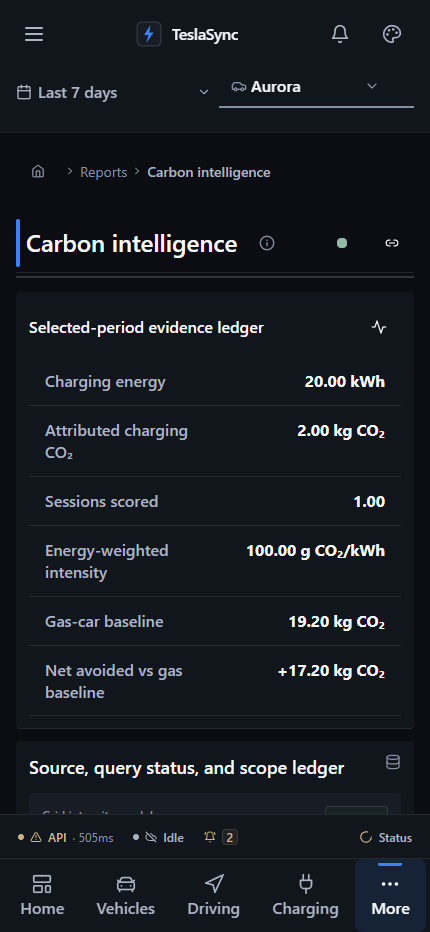 TeslaSync
Last 7 days
Aurora
Reports
Carbon intelligence
Carbon intelligence
Selected-period evidence ledger
Charging energy
20.00 kWh
Attributed charging
CO₂
2.00 kg CO₂
Sessions scored
1.00
Energy-weighted
intensity
100.00 g CO₂/kWh
Gas-car baseline
19.20 kg CO₂
Net avoided vs gas
baseline
+17.20 kg CO₂
Source, query status, and scope ledger
API · 505ms
Idle
2
Status
Home
Vehicles
Driving
Charging
More